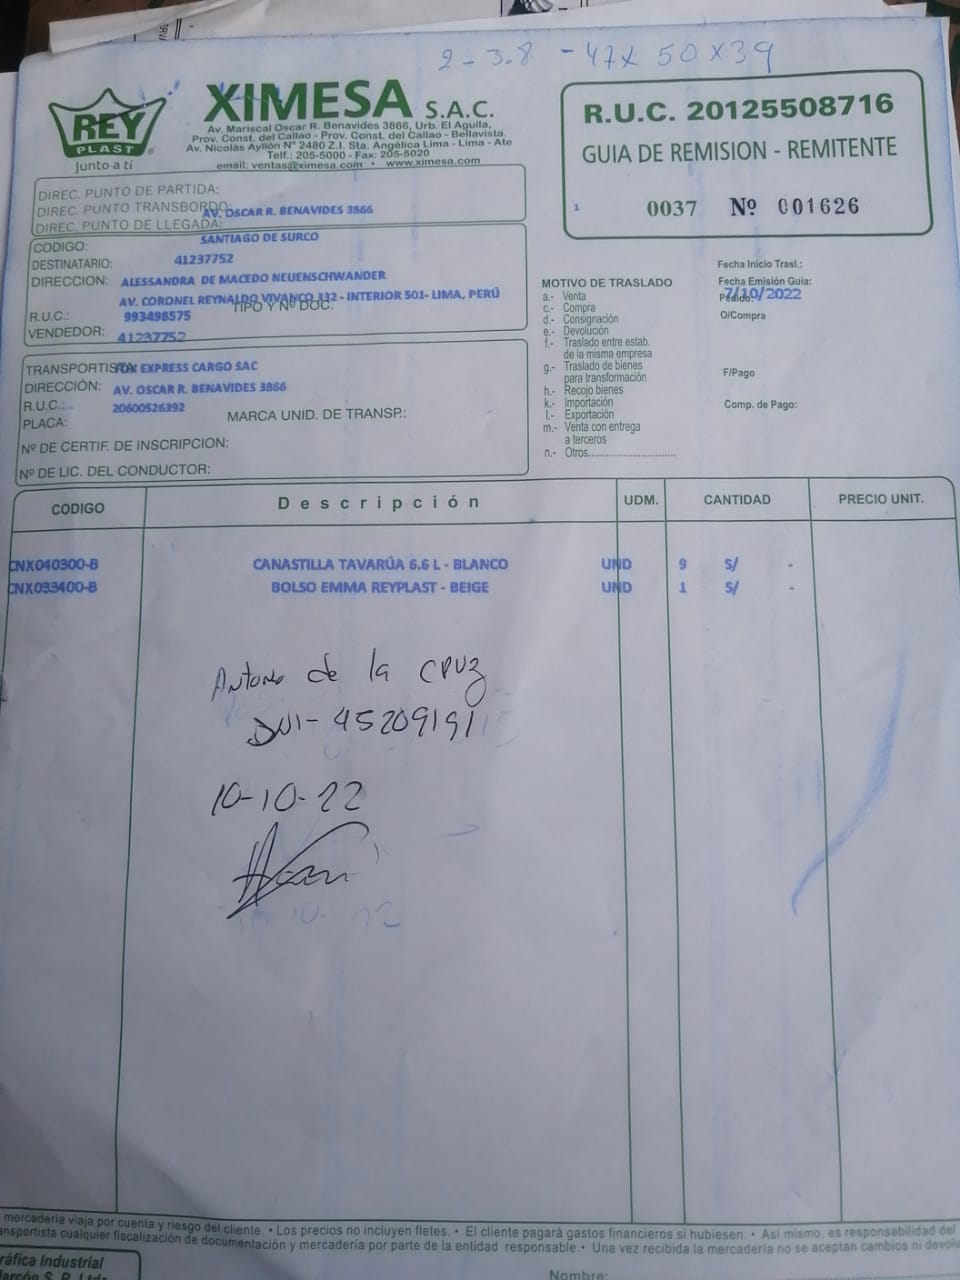 2 - 3.8 - 47x 50 x 39
REY
PLAST
Junto a ti
XIMESA S.A.C.
Av. Mariscal Oscar R. Benavides 3866, Urb. El Aguila,
Prov. Const. del Callao - Prov. Const. del Callao - Bellavista.
Av. Nicolás Ayllón Nº 2480 Z.I. Sta. Angélica Lima - Lima - Ate
Telf.: 205-5000 - Fax: 205-5020
email: ventas@ximesa.com • www.ximesa.com
R.U.C. 20125508716
GUIA DE REMISION - REMITENTE
1 0037 Nº 001626
DIREC. PUNTO DE PARTIDA:
DIREC. PUNTO TRANSBORDO: AV. OSCAR R. BENAVIDES 3866
DIREC. PUNTO DE LLEGADA:
SANTIAGO DE SURCO
CODIGO: 41237752
DESTINATARIO:
DIRECCION: ALESSANDRA DE MACEDO NEUENSCHWANDER
AV. CORONEL REYNALDO VIVANCO 332 - INTERIOR 501- LIMA, PERÚ
TIPO Y Nº DOC.
R.U.C.: 993498575
VENDEDOR: 41237752
MOTIVO DE TRASLADO
a.- Venta
c.- Compra
d.- Consignación
e.- Devolución
f.- Traslado entre estab.
de la misma empresa
g.- Traslado de bienes
para transformación
h.- Recojo bienes
k.- Importación
l.- Exportación
m.- Venta con entrega
a terceros
n.- Otros..............................
Fecha Inicio Trasl.:
Fecha Emisión Guia:
Pedido: 7/10/2022
O/Compra
F/Pago
Comp. de Pago:
TRANSPORTISTA: EXPRESS CARGO SAC
DIRECCIÓN: AV. OSCAR R. BENAVIDES 3866
R.U.C.: 20600526392
PLACA: MARCA UNID. DE TRANSP.:
Nº DE CERTIF. DE INSCRIPCION:
Nº DE LIC. DEL CONDUCTOR:
CODIGO Descripción UDM. CANTIDAD PRECIO UNIT.
CNX040300-B CANASTILLA TAVARÚA 6.6 L - BLANCO UND 9 S/ -
CNX033400-B BOLSO EMMA REYPLAST - BEIGE UND 1 S/ -
Antonio de la CRUZ
DNI- 45209191
10-10-22
mercadería viaja por cuenta y riesgo del cliente. • Los precios no incluyen fletes. • El cliente pagará gastos financieros si hubiesen. • Así mismo, es responsabilidad del
cualquier fiscalización de documentación y mercadería por parte de la entidad responsable. • Una vez recibida la mercadería no se aceptan cambios ni
Industrial
Nombre: